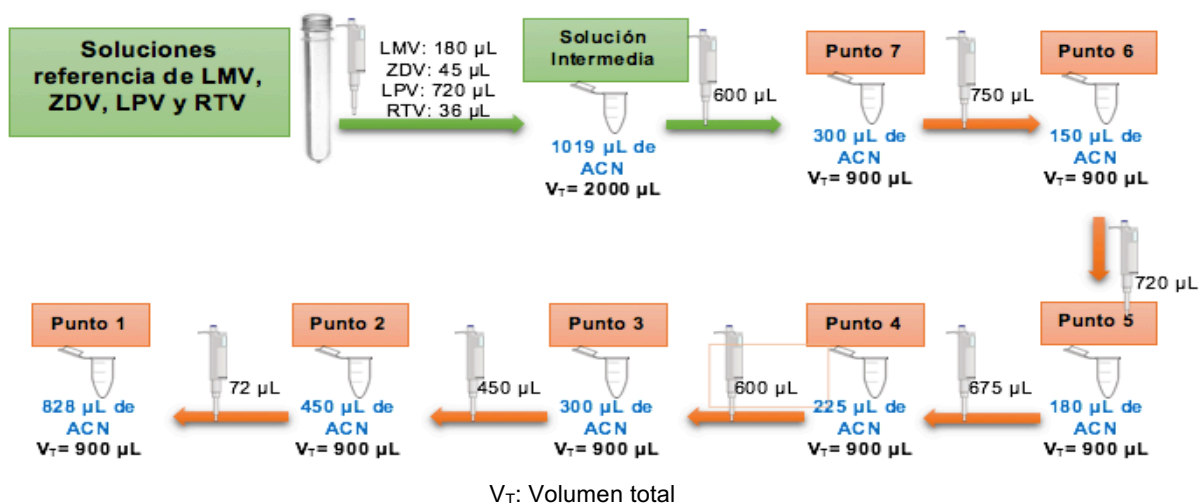 Soluciones
referencia de LMV,
ZDV, LPV y RTV
LMV: 180 µL
ZDV: 45 µL
LPV: 720 µL
RTV: 36 µL
Solución
Intermedia
1019 µL de
ACN
VT= 2000 µL
600 µL
Punto 7
300 µL de
ACN
VT= 900 µL
750 µL
Punto 6
150 µL de
ACN
VT= 900 µL
720 µL
Punto 5
180 µL de
ACN
VT= 900 µL
675 µL
Punto 4
225 µL de
ACN
VT= 900 µL
600 µL
Punto 3
300 µL de
ACN
VT= 900 µL
450 µL
Punto 2
450 µL de
ACN
VT= 900 µL
72 µL
Punto 1
828 µL de
ACN
VT= 900 µL
VT: Volumen total